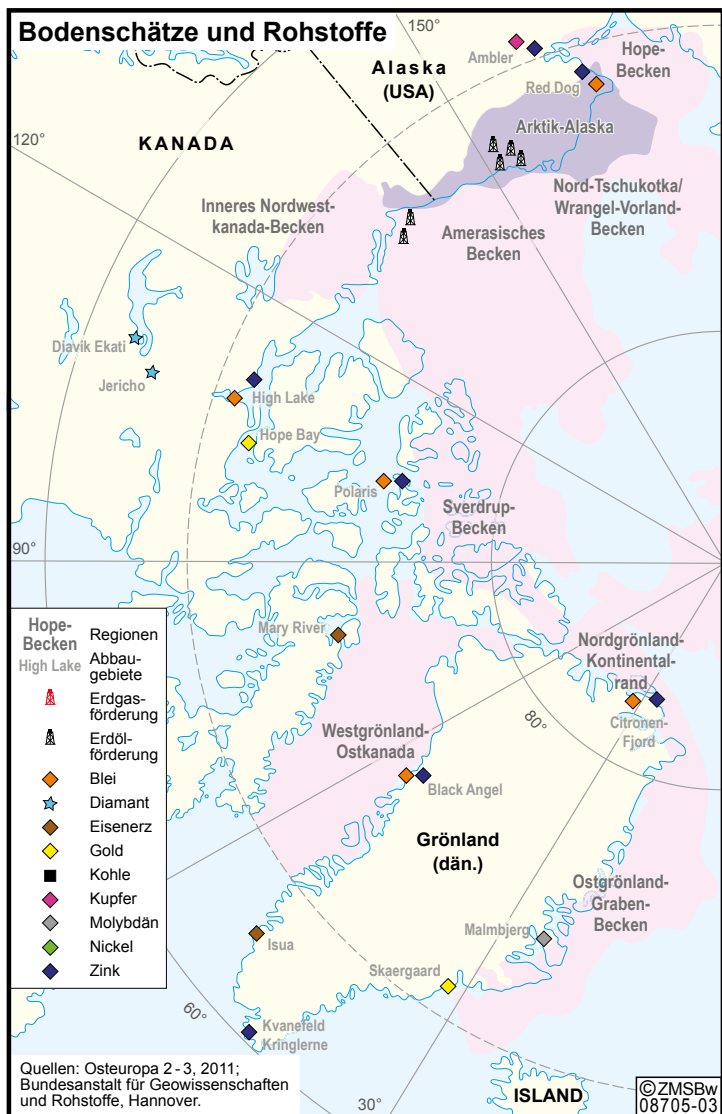 Bodenschätze und Rohstoffe
150°
Ambler
Hope-
Becken
Alaska
(USA)
Red Dog
120°
KANADA
Arktik-Alaska
Inneres Nordwest-
kanada-Becken
Nord-Tschukotka/
Wrangel-Vorland-
Becken
Amerasisches
Becken
Diavik Ekati
Jericho
High Lake
Hope Bay
Polaris
Sverdrup-
Becken
90°
Mary River
Nordgrönland-
Kontinental-
rand
80°
Citronen-
Fjord
Westgrönland-
Ostkanada
Black Angel
Grönland
(dän.)
Ostgrönland-
Graben-
Becken
Malmbjerg
Isua
Skaergaard
60°
Kvanefeld
Kringlerne
30°
ISLAND
Hope-
Becken
Regionen
High Lake
Abbau-
gebiete
Erdgas-
förderung
Erdöl-
förderung
Blei
Diamant
Eisenerz
Gold
Kohle
Kupfer
Molybdän
Nickel
Zink
Quellen: Osteuropa 2-3, 2011;
Bundesanstalt für Geowissenschaften
und Rohstoffe, Hannover.
©ZMSBw
08705-03